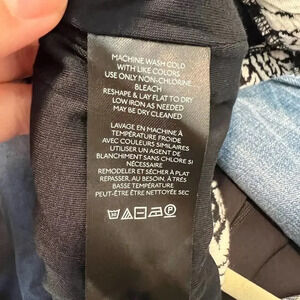 MACHINE WASH COLD
WITH LIKE COLORS
USE ONLY NON-CHLORINE
BLEACH
RESHAPE & LAY FLAT TO DRY
LOW IRON AS NEEDED
MAY BE DRY CLEANED
LAVAGE EN MACHINE À
TEMPÉRATURE FROIDE
AVEC COULEURS SIMILAIRES
UTILISER UN AGENT DE
BLANCHIMENT SANS CHLORE SI
NÉCESSAIRE
REMODELER ET SÉCHER À PLAT
REPASSER, AU BESOIN, À TRÈS
BASSE TEMPÉRATURE
PEUT-ÊTRE NETTOYÉE SEC